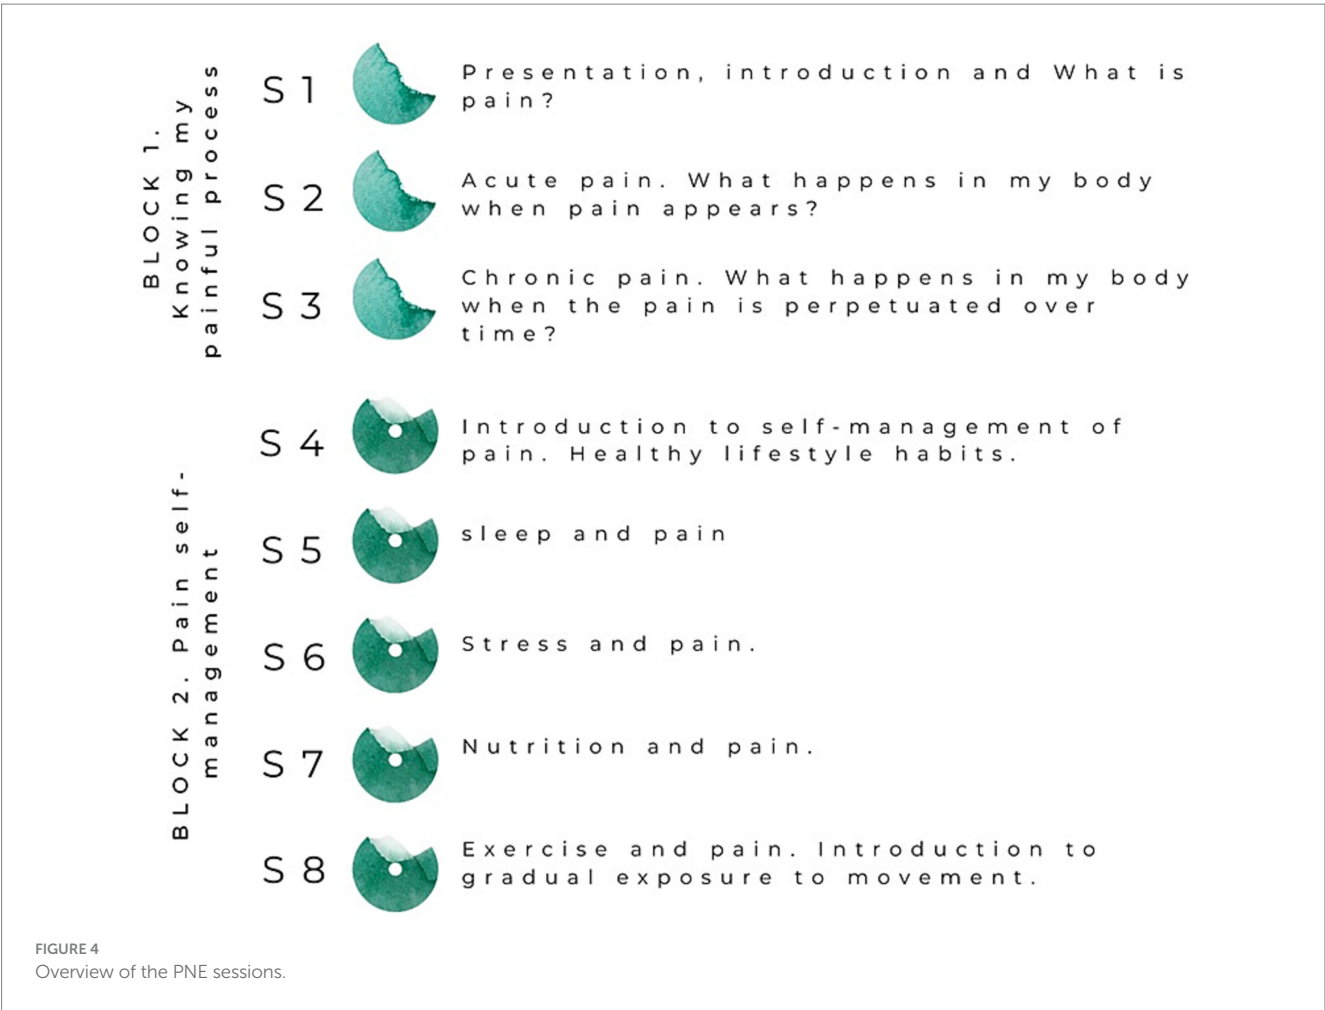 BLOCK 1.
Knowing my
painful process
S 1
Presentation, introduction and What is
pain?
S 2
Acute pain. What happens in my body
when pain appears?
S 3
Chronic pain. What happens in my body
when the pain is perpetuated over
time?
BLOCK 2. Pain self-
management
S 4
Introduction to self-management of
pain. Healthy lifestyle habits.
S 5
sleep and pain
S 6
Stress and pain.
S 7
Nutrition and pain.
S 8
Exercise and pain. Introduction to
gradual exposure to movement.
FIGURE 4
Overview of the PNE sessions.